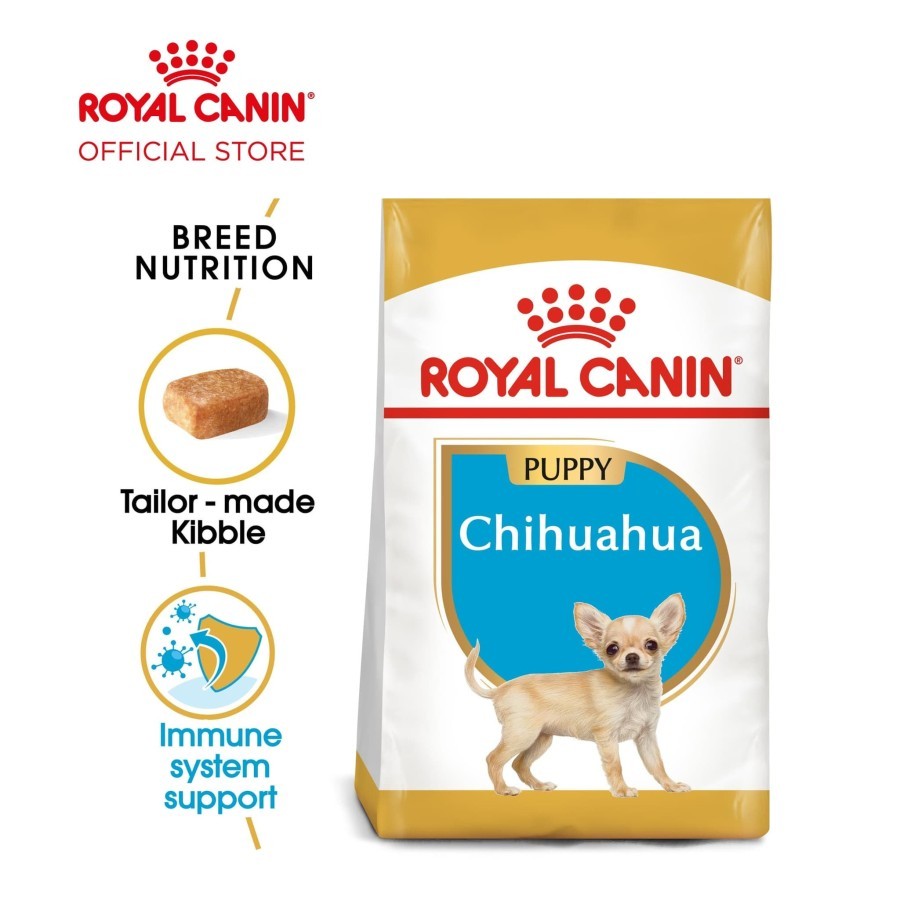 ROYAL CANIN®
OFFICIAL STORE
BREED
NUTRITION
Tailor - made
Kibble
Immune
system
support
ROYAL CANIN®
PUPPY
Chihuahua